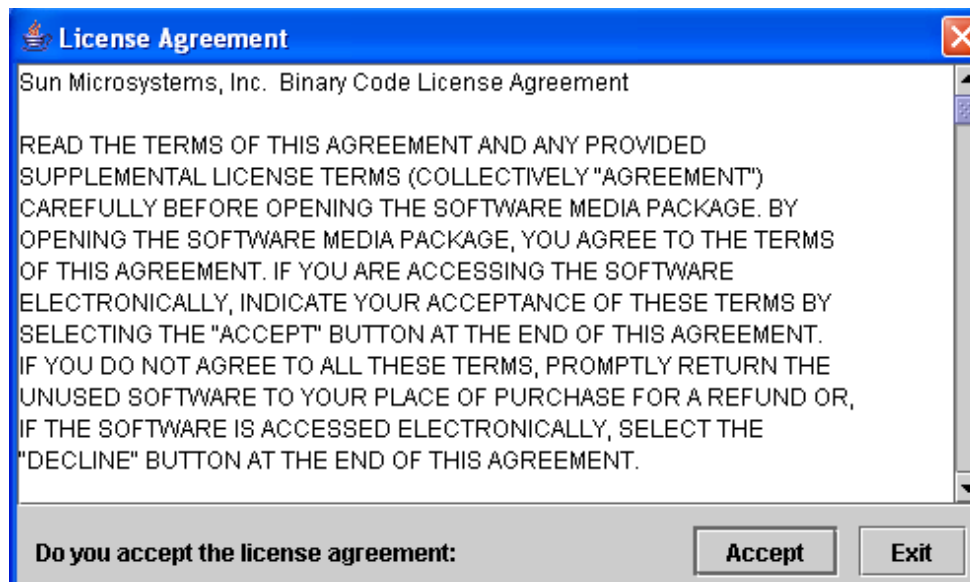 License Agreement
Sun Microsystems, Inc.  Binary Code License Agreement
READ THE TERMS OF THIS AGREEMENT AND ANY PROVIDED
SUPPLEMENTAL LICENSE TERMS (COLLECTIVELY "AGREEMENT")
CAREFULLY BEFORE OPENING THE SOFTWARE MEDIA PACKAGE. BY
OPENING THE SOFTWARE MEDIA PACKAGE, YOU AGREE TO THE TERMS
OF THIS AGREEMENT. IF YOU ARE ACCESSING THE SOFTWARE
ELECTRONICALLY, INDICATE YOUR ACCEPTANCE OF THESE TERMS BY
SELECTING THE "ACCEPT" BUTTON AT THE END OF THIS AGREEMENT.
IF YOU DO NOT AGREE TO ALL THESE TERMS, PROMPTLY RETURN THE
UNUSED SOFTWARE TO YOUR PLACE OF PURCHASE FOR A REFUND OR,
IF THE SOFTWARE IS ACCESSED ELECTRONICALLY, SELECT THE
"DECLINE" BUTTON AT THE END OF THIS AGREEMENT.
Do you accept the license agreement: Accept Exit